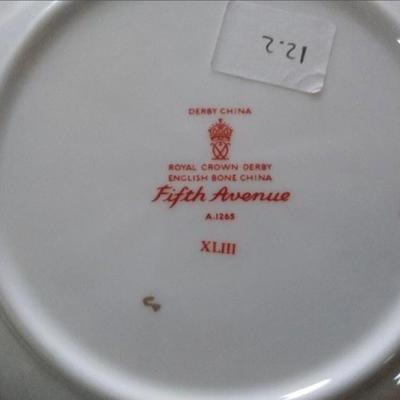 12.2
DERBY CHINA
ROYAL CROWN DERBY
ENGLISH BONE CHINA
Fifth Avenue
A.1265
XLIII